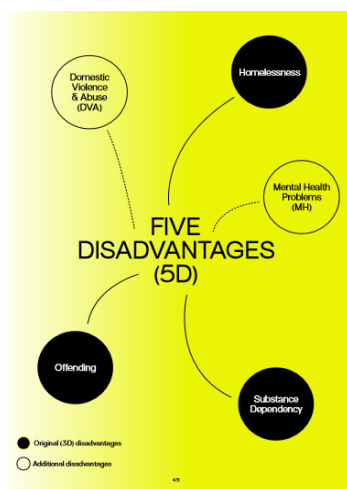 Domestic
Violence
& Abuse
(DVA)
Homelessness
Mental Health
Problems
(MH)
FIVE
DISADVANTAGES
(5D)
Offending
Substance
Dependency
Original (3D) disadvantages
Additional disadvantages